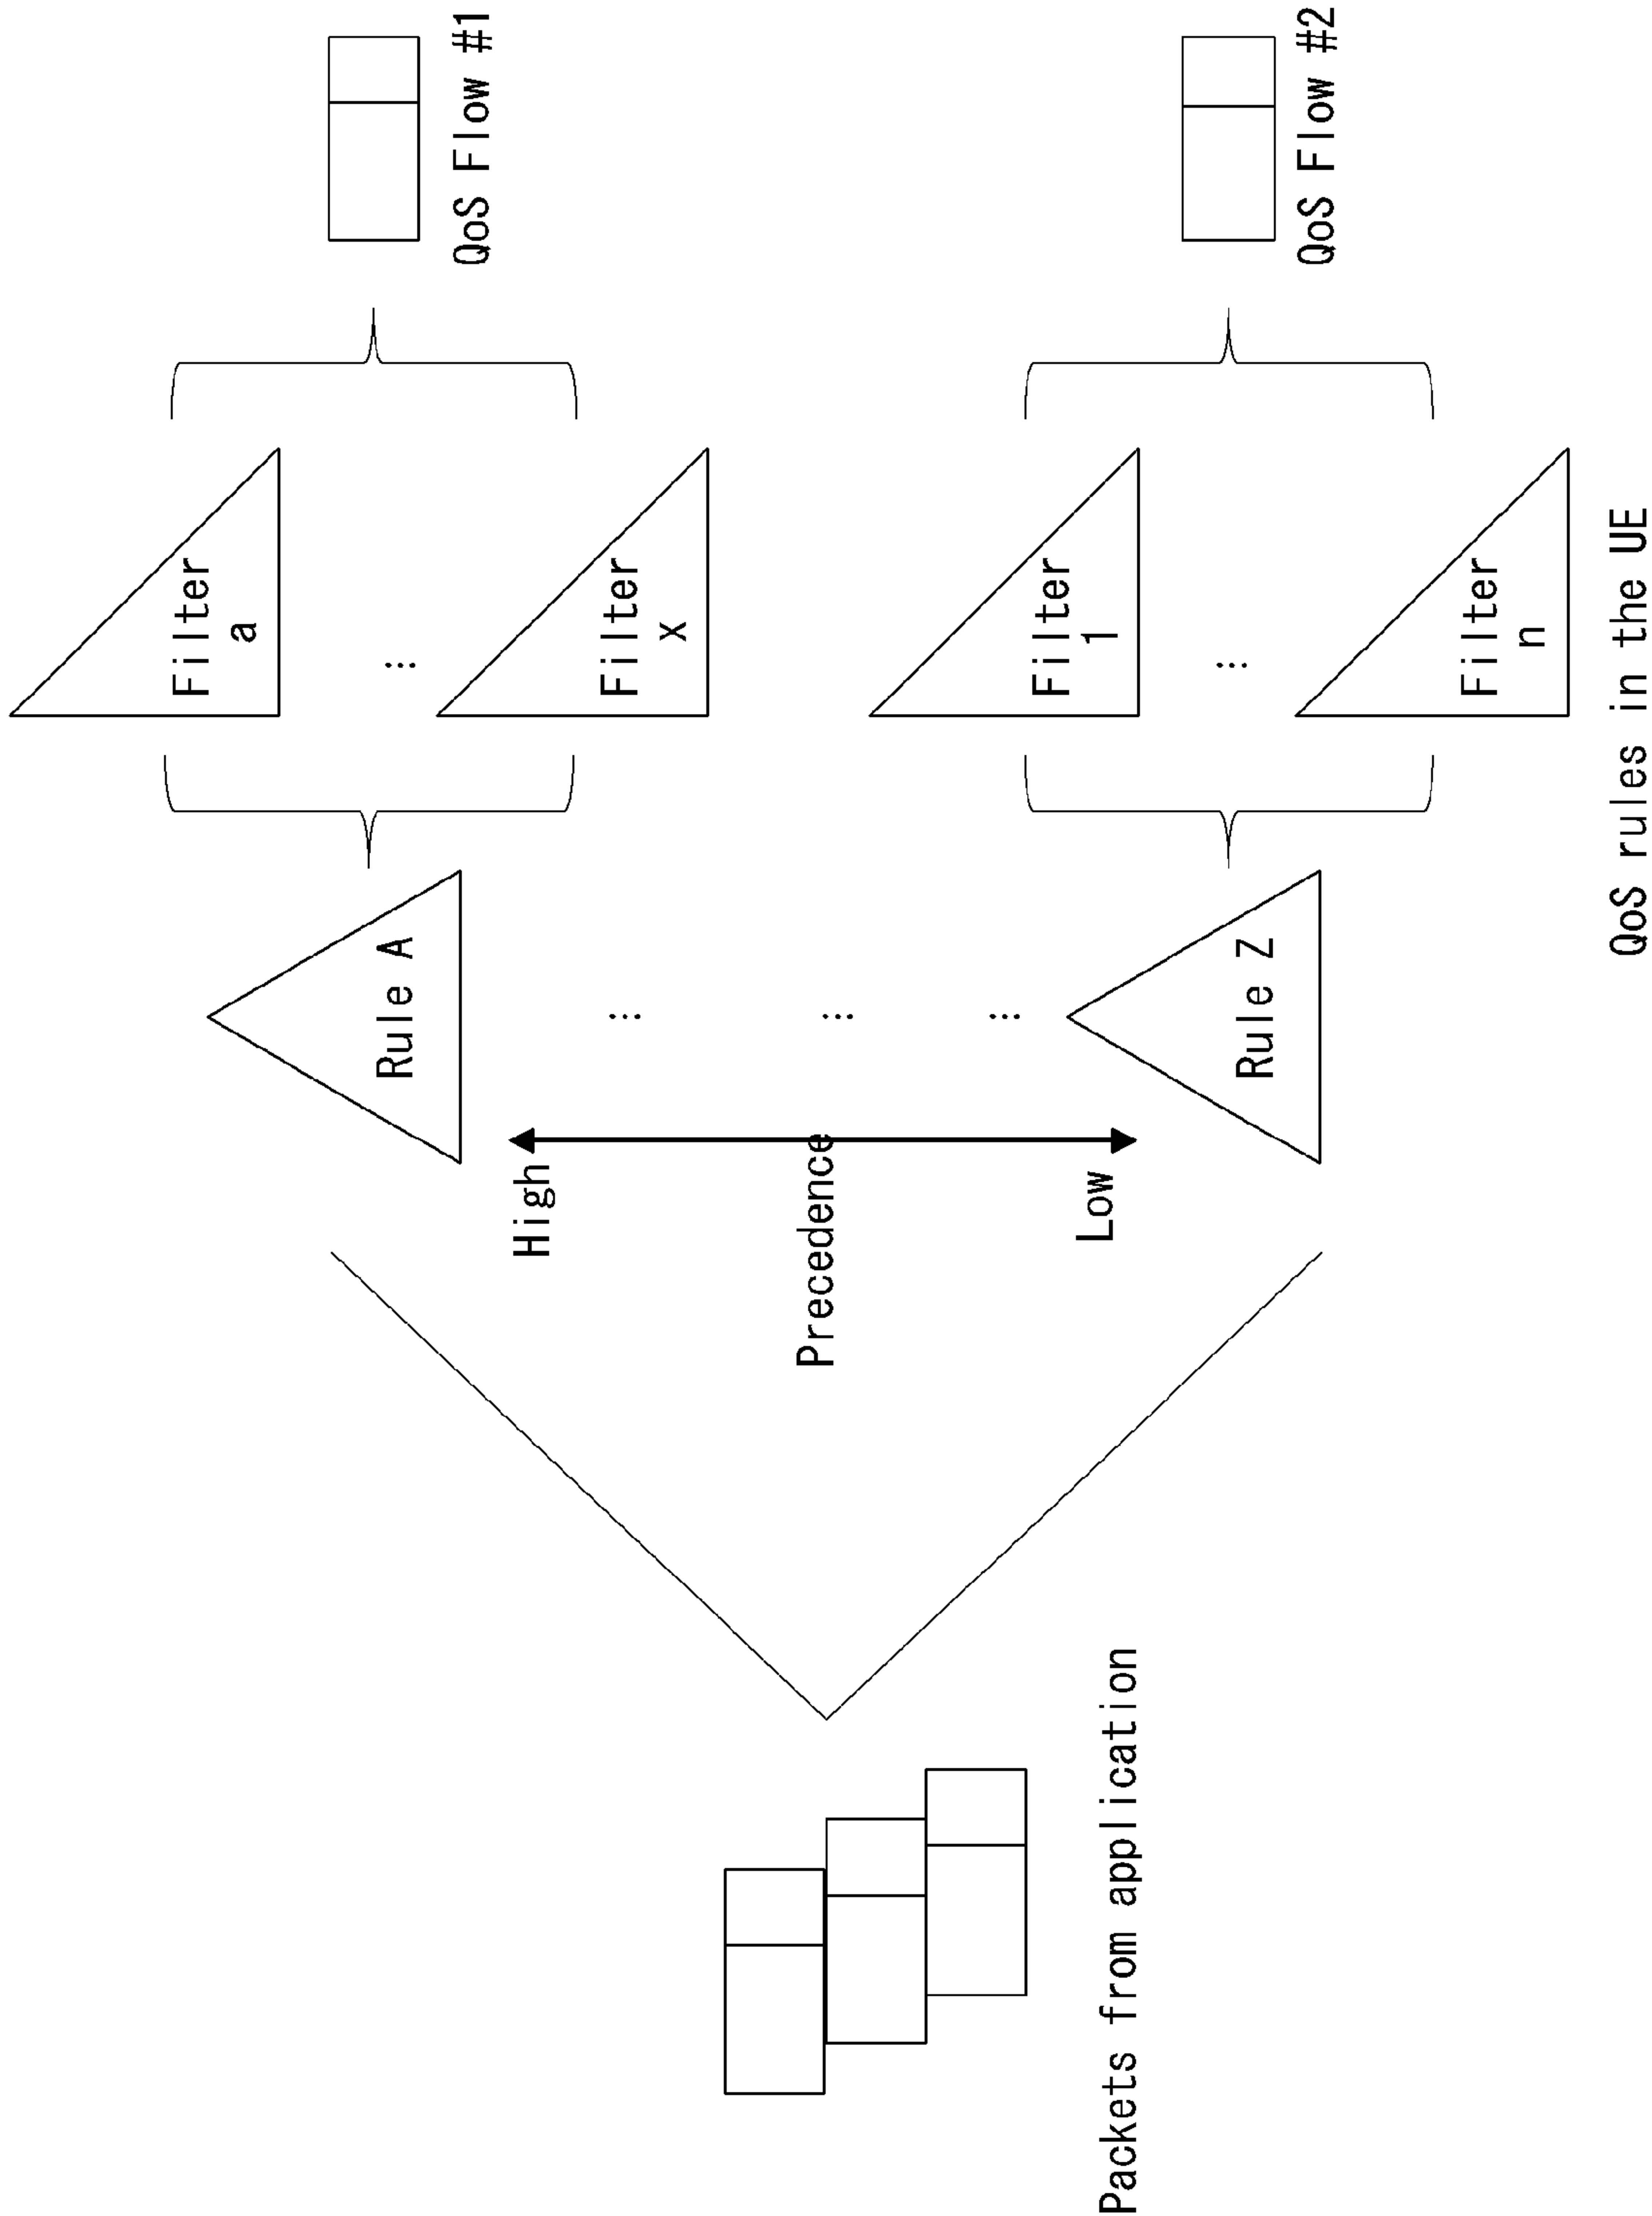 Packets from application
High
Precedence
Low
Rule A
⋮
⋮
⋮
Rule Z
Filter
a
⋮
Filter
x
Filter
1
⋮
Filter
n
QoS Flow #1
QoS Flow #2
QoS rules in the UE